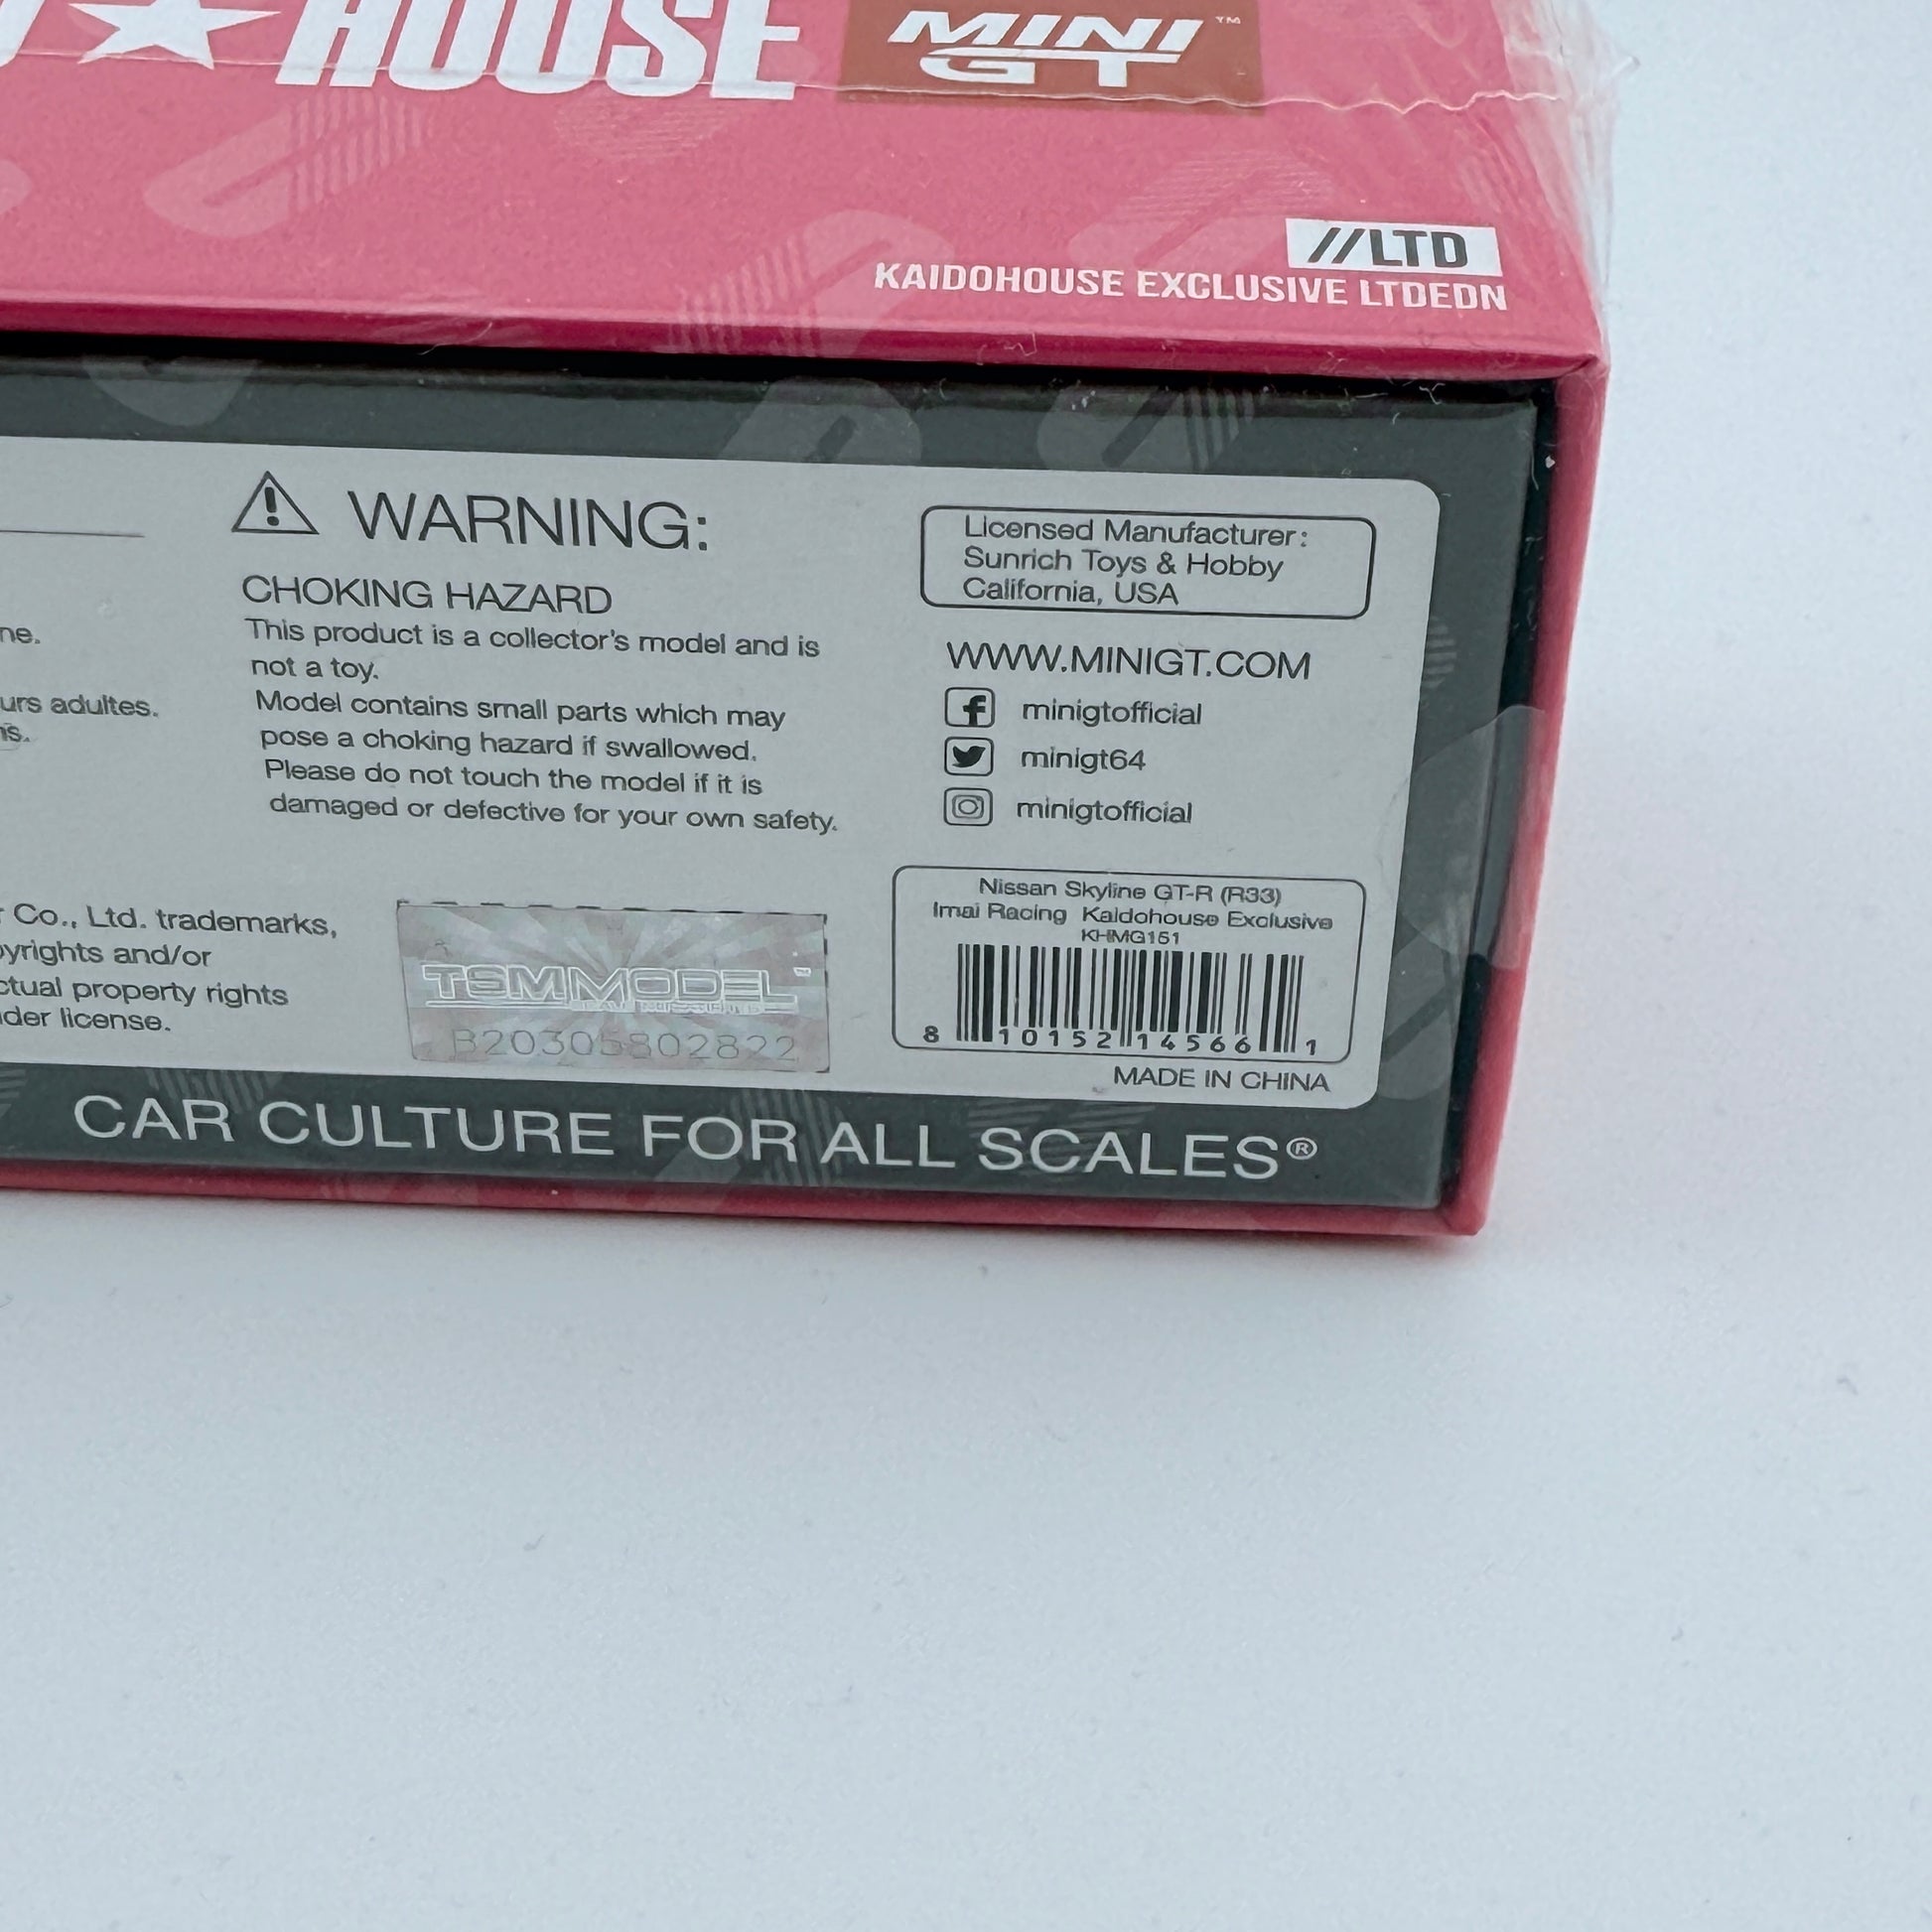 HOUSE
MINI GT™
//LTD
KAIDOHOUSE EXCLUSIVE LTDEDN
WARNING:
CHOKING HAZARD
This product is a collector's model and is
not a toy.
Model contains small parts which may
pose a choking hazard if swallowed.
Please do not touch the model if it is
damaged or defective for your own safety.
ne.
urs adultes.
ns.
Co., Ltd. trademarks,
pyrights and/or
ctual property rights
der license.
TSMMODEL™
B20305802822
Licensed Manufacturer:
Sunrich Toys & Hobby
California, USA
WWW.MINIGT.COM
minigtofficial
minigt64
minigtofficial
Nissan Skyline GT-R (R33)
Imai Racing Kaidohouse Exclusive
KHMG151
8 10152 14566 1
MADE IN CHINA
CAR CULTURE FOR ALL SCALES®